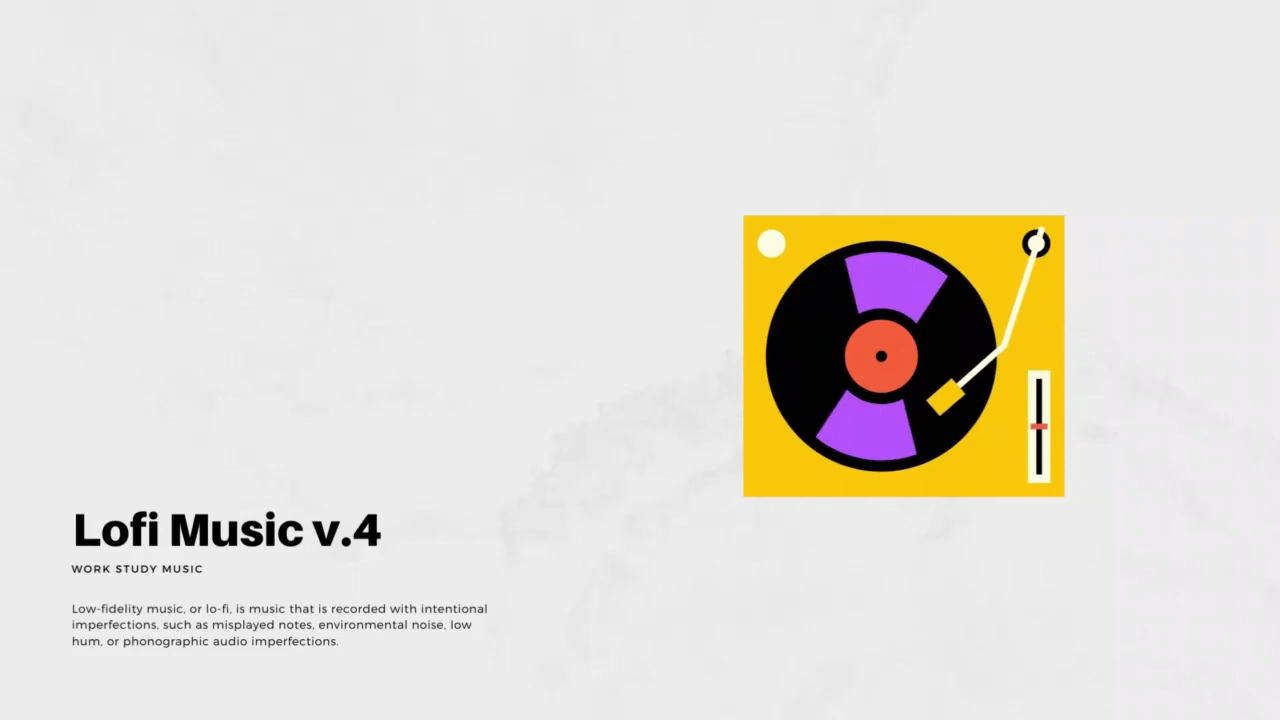 Lofi Music v.4
WORK STUDY MUSIC
Low-fidelity music, or lo-fi, is music that is recorded with intentional
imperfections, such as misplayed notes, environmental noise, low
hum, or phonographic audio imperfections.